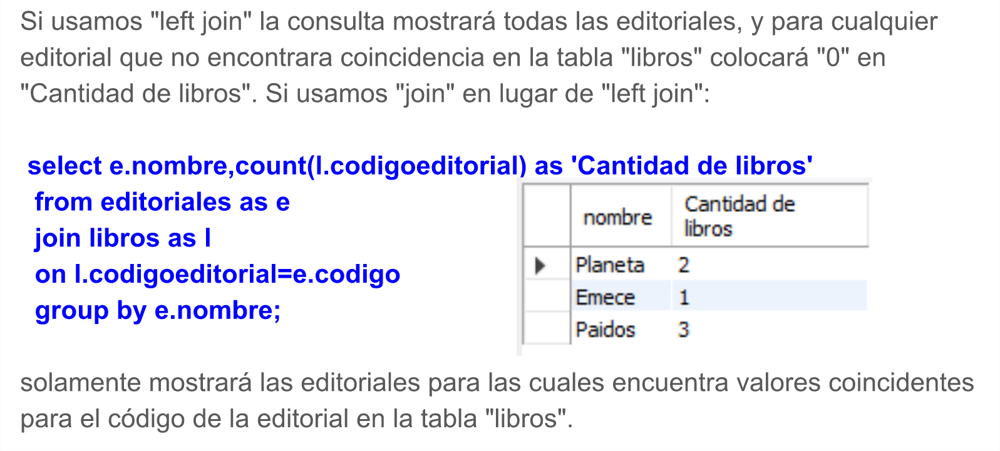 Si usamos "left join" la consulta mostrará todas las editoriales, y para cualquier
editorial que no encontrara coincidencia en la tabla "libros" colocará "0" en
"Cantidad de libros". Si usamos "join" en lugar de "left join":
select e.nombre,count(l.codigoeditorial) as 'Cantidad de libros'
from editoriales as e
join libros as l
on l.codigoeditorial=e.codigo
group by e.nombre;
nombre Cantidad de
libros
Planeta 2
Emece 1
Paidos 3
solamente mostrará las editoriales para las cuales encuentra valores coincidentes
para el código de la editorial en la tabla "libros".